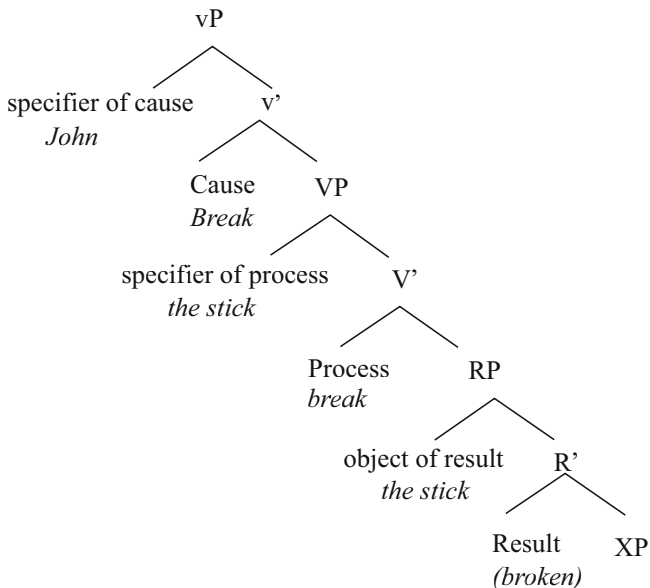 vP
specifier of cause v’
John
Cause VP
Break
specifier of process V’
the stick
Process RP
break
object of result R’
the stick
Result XP
(broken)